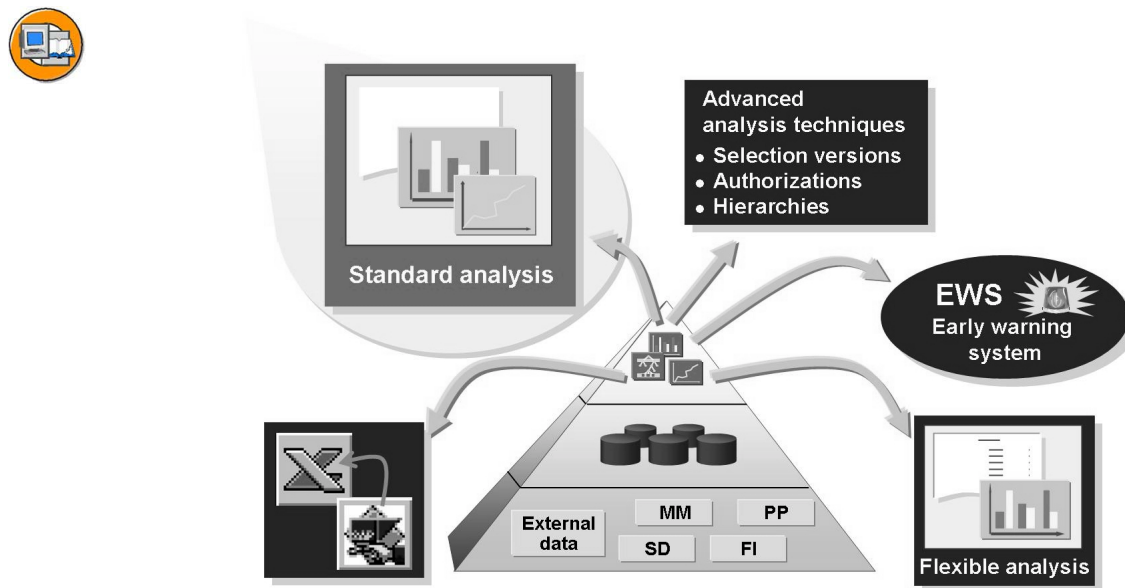 Advanced
analysis techniques
• Selection versions
• Authorizations
• Hierarchies
Standard analysis
EWS
Early warning
system
External
data
MM
PP
SD
FI
Flexible analysis